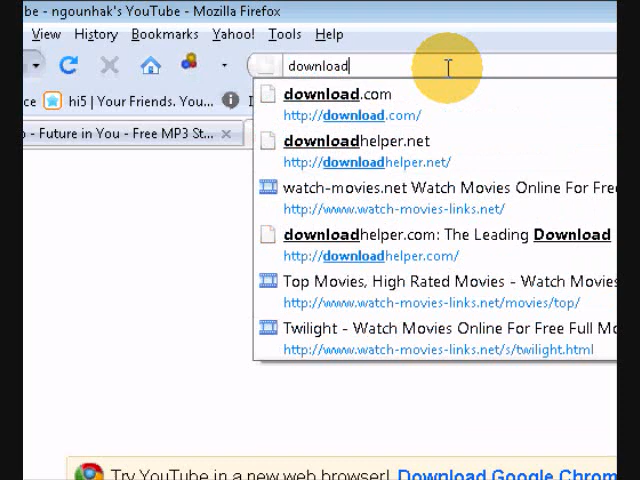 be - ngounhak's YouTube - Mozilla Firefox
View History Bookmarks Yahoo! Tools Help
download
download.com
http://download.com/
ce hi5 | Your Friends. You...
downloadhelper.net
- Future in You - Free MP3 St...
http://downloadhelper.net/
watch-movies.net Watch Movies Online For Fre
http://www.watch-movies-links.net/
downloadhelper.com: The Leading Download
http://downloadhelper.com/
Top Movies, High Rated Movies - Watch Movies
http://www.watch-movies-links.net/movies/top/
Twilight - Watch Movies Online For Free Full Mo
http://www.watch-movies-links.net/s/twilight.html
Try YouTube in a new web browser! Download Google Chrom